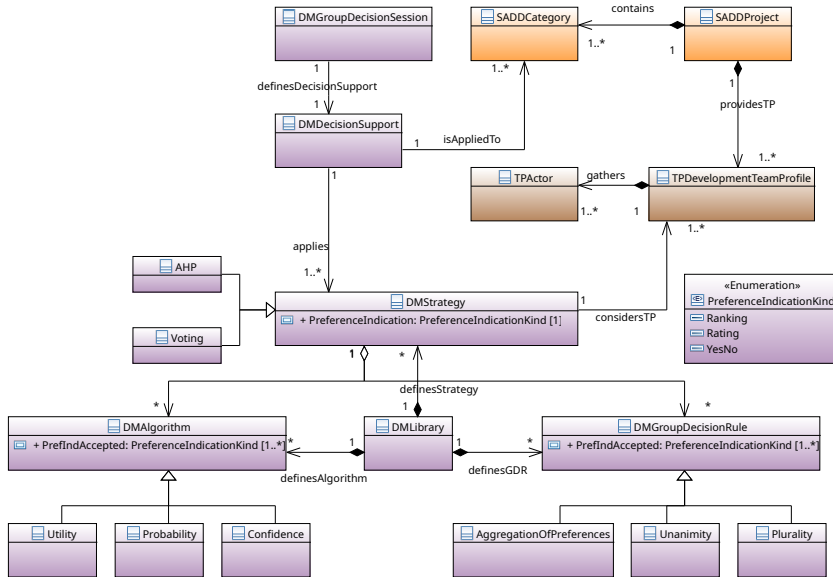 DMGroupDecisionSession
SADDCategory
contains
SADDProject
1..*
1
1
definesDecisionSupport
1
1..*
1
providesTP
DMDecisionSupport
isAppliedTo
1
1
1..*
TPActor
gathers
TPDevelopmentTeamProfile
1..*
1
1..*
applies
1..*
AHP
Voting
DMStrategy
+ PreferenceIndication: PreferenceIndicationKind [1]
1
considersTP
«Enumeration»
PreferenceIndicationKind
Ranking
Rating
YesNo
1
*
definesStrategy
*
1
*
DMAlgorithm
+ PrefIndAccepted: PreferenceIndicationKind [1..*]
DMLibrary
DMGroupDecisionRule
+ PrefIndAccepted: PreferenceIndicationKind [1..*]
*
1
1
*
definesAlgorithm
definesGDR
Utility
Probability
Confidence
AggregationOfPreferences
Unanimity
Plurality